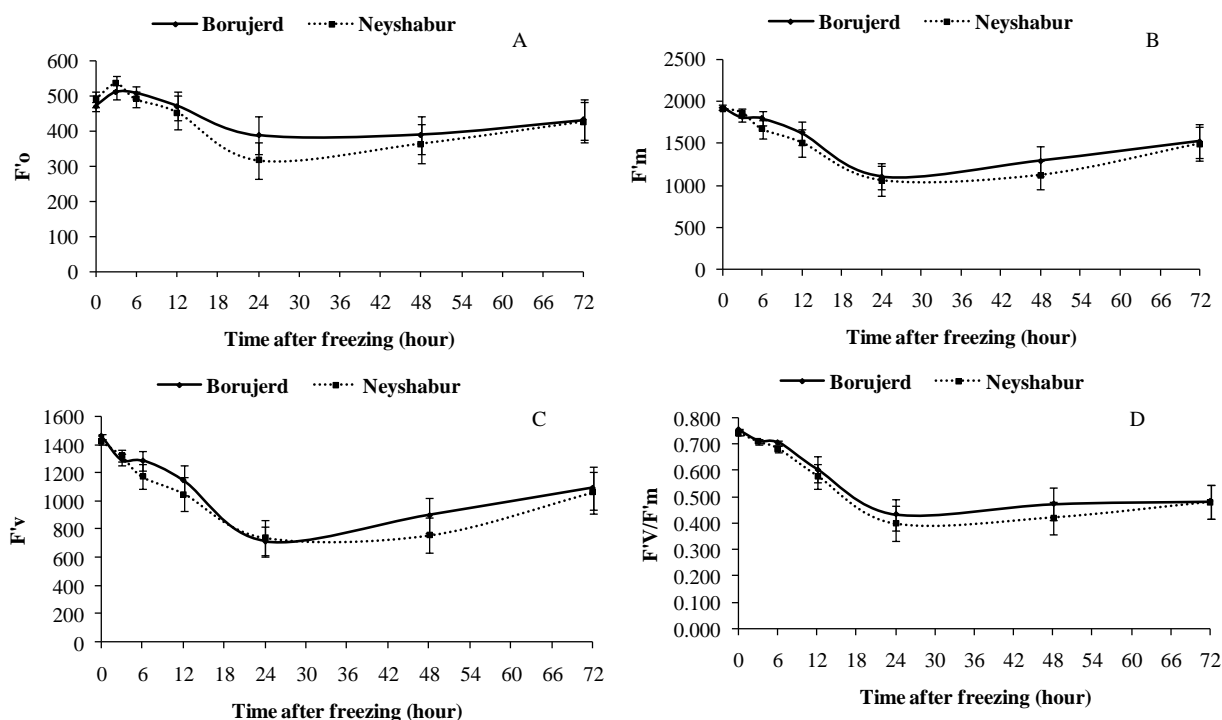 Borujerd Neyshabur
A
600
500
400
300
200
100
0
F'o
0 6 12 18 24 30 36 42 48 54 60 66 72
Time after freezing (hour)
Borujerd Neyshabur
B
2500
2000
1500
1000
500
0
F'm
0 6 12 18 24 30 36 42 48 54 60 66 72
Time after freezing (hour)
Borujerd Neyshabur
C
1600
1400
1200
1000
800
600
400
200
0
F'v
0 6 12 18 24 30 36 42 48 54 60 66 72
Time after freezing (hour)
Borujerd Neyshabur
D
0.800
0.700
0.600
0.500
0.400
0.300
0.200
0.100
0.000
F'V/F'm
0 6 12 18 24 30 36 42 48 54 60 66 72
Time after freezing (hour)